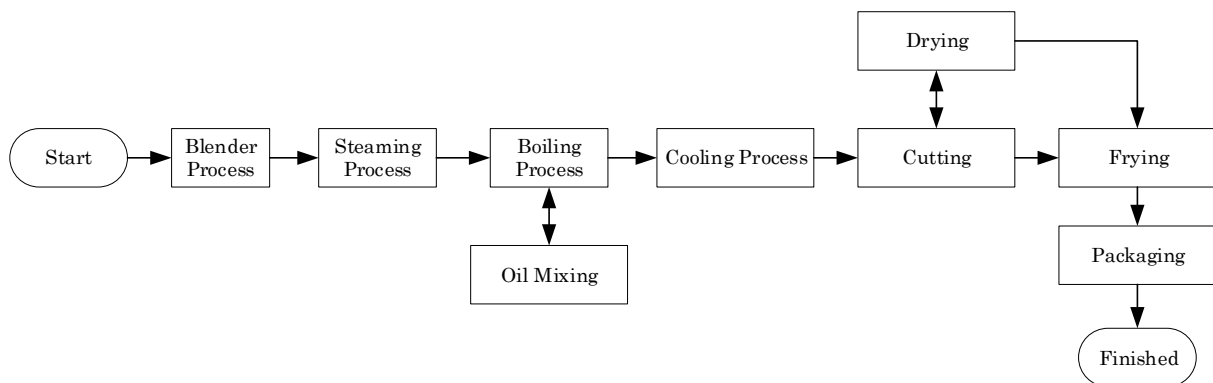 Drying
Start
Blender
Process
Steaming
Process
Boiling
Process
Cooling Process
Cutting
Frying
Oil Mixing
Packaging
Finished